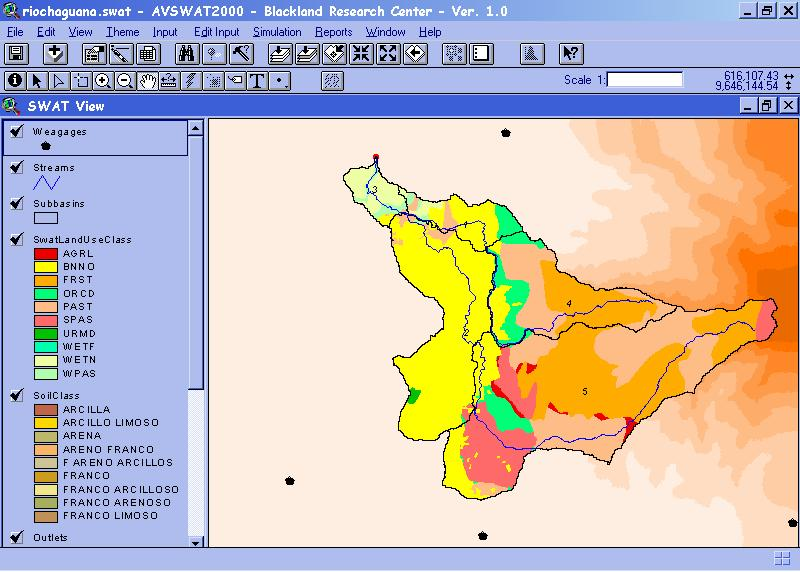 riochaguana.swat - AVSWAT2000 - Blackland Research Center - Ver. 1.0
File Edit View Theme Input Edit Input Simulation Reports Window Help
Scale 1:
616,107.43
9,646,144.54
SWAT View
Weagages
Streams
Subbasins
SwatLandUseClass
AGRL
BNNO
FRST
ORCD
PAST
SPAS
URMD
WETF
WETN
WPAS
SoilClass
ARCILLA
ARCILLO LIMOSO
ARENA
ARENO FRANCO
F ARENO ARCILLOS
FRANCO
FRANCO ARCILLOSO
FRANCO ARENOSO
FRANCO LIMOSO
Outlets
3
4
5